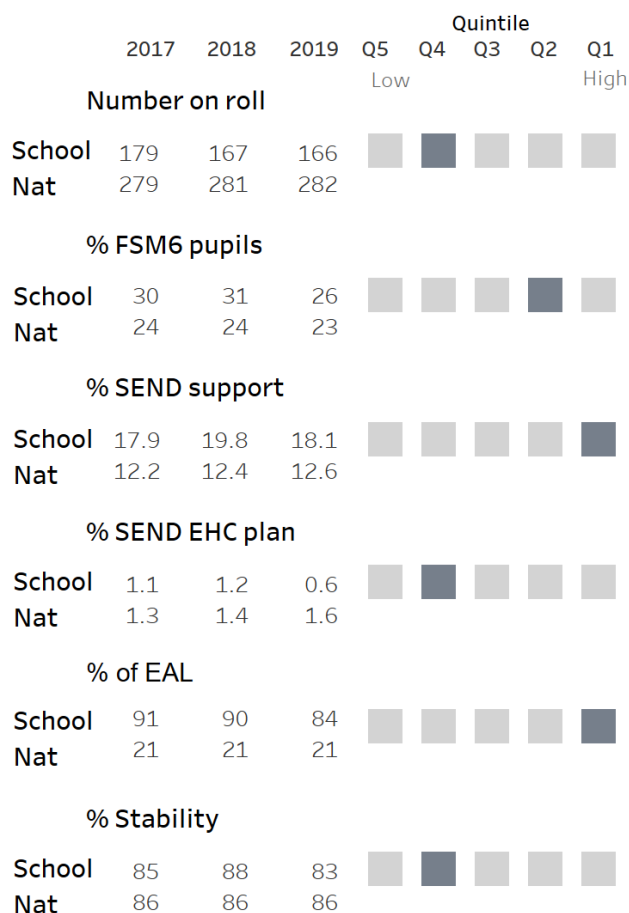 Quintile
2017 2018 2019 Q5 Q4 Q3 Q2 Q1
Low High
Number on roll
School 179 167 166
Nat 279 281 282
% FSM6 pupils
School 30 31 26
Nat 24 24 23
% SEND support
School 17.9 19.8 18.1
Nat 12.2 12.4 12.6
% SEND EHC plan
School 1.1 1.2 0.6
Nat 1.3 1.4 1.6
% of EAL
School 91 90 84
Nat 21 21 21
% Stability
School 85 88 83
Nat 86 86 86